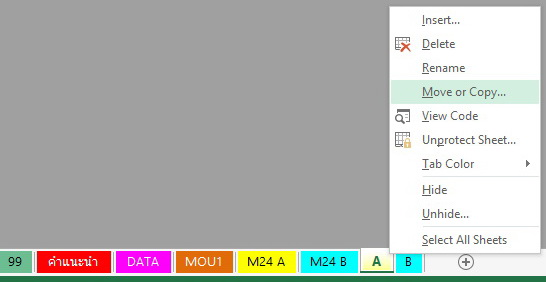 Insert...
Delete
Rename
Move or Copy...
View Code
Unprotect Sheet...
Tab Color
Hide
Unhide...
Select All Sheets
99 คำแนะนำ DATA MOU1 M24 A M24 B A B